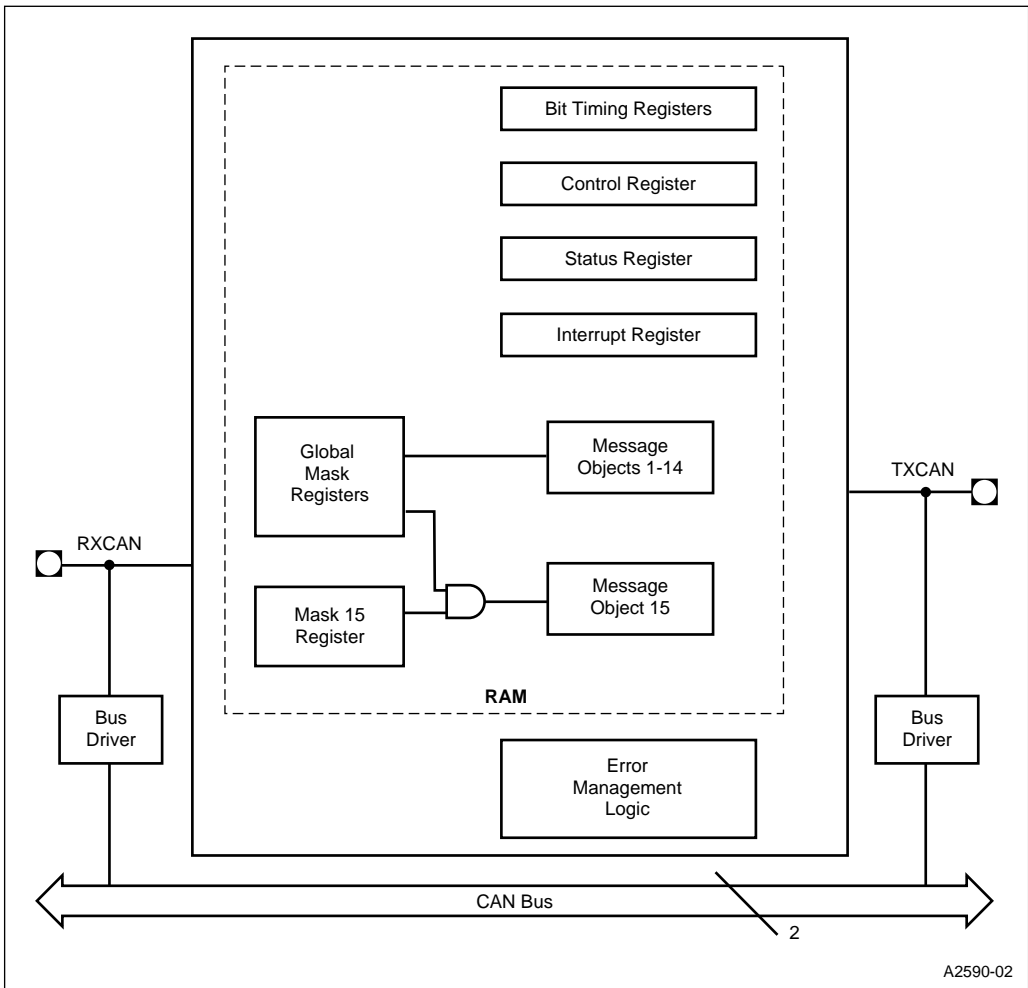 Bit Timing Registers
Control Register
Status Register
Interrupt Register
Global
Mask
Registers
Message
Objects 1-14
TXCAN
RXCAN
Mask 15
Register
Message
Object 15
RAM
Bus
Driver
Bus
Driver
Error
Management
Logic
CAN Bus
2
A2590-02